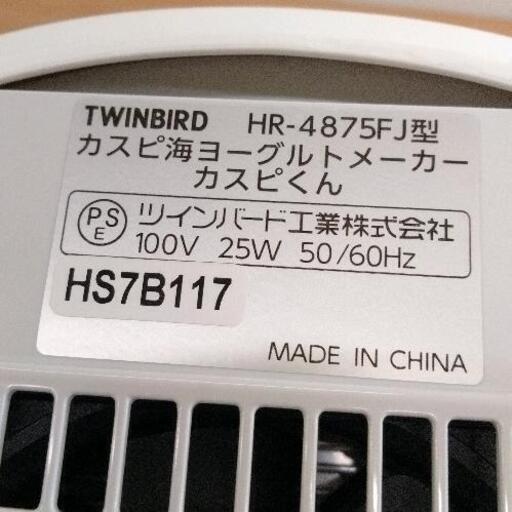 TWINBIRD HR-4875FJ型
カスピ海ヨーグルトメーカー
カスピくん
PSE ツインバード工業株式会社
100V 25W 50/60Hz
HS7B117
MADE IN CHINA